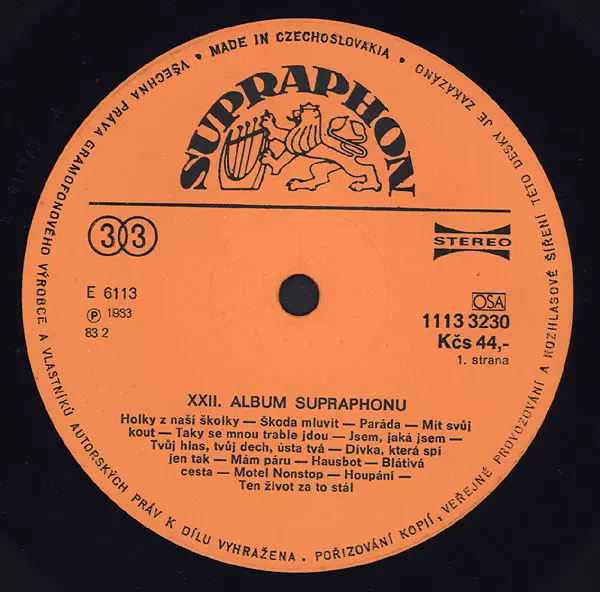 VŠECHNA PRÁVA GRAMOFONOVÉHO VÝROBCE A VLASTNÍKŮ AUTORSKÝCH PRÁV K DÍLU VYHRAŽENA. • POŘIZOVÁNÍ KOPIÍ, VEŘEJNÉ PROVOZOVÁNÍ A ROZHLASOVÉ ŠÍŘENÍ TÉTO DESKY JE ZAKÁZÁNO •
• MADE IN CZECHOSLOVAKIA •
SUPRAPHON
33
STEREO
E 6113
℗ 1983
83 2
OSA
1113 3230
Kčs 44,-
1. strana
XXII. ALBUM SUPRAPHONU
Holky z naší školky — Škoda mluvit — Paráda — Mít svůj
kout — Taky se mnou trable jdou — Jsem, jaká jsem —
Tvůj hlas, tvůj dech, ústa tvá — Dívka, která spí
jen tak — Mám páru — Hausbot — Blátivá
cesta — Motel Nonstop — Houpání —
Ten život za to stál